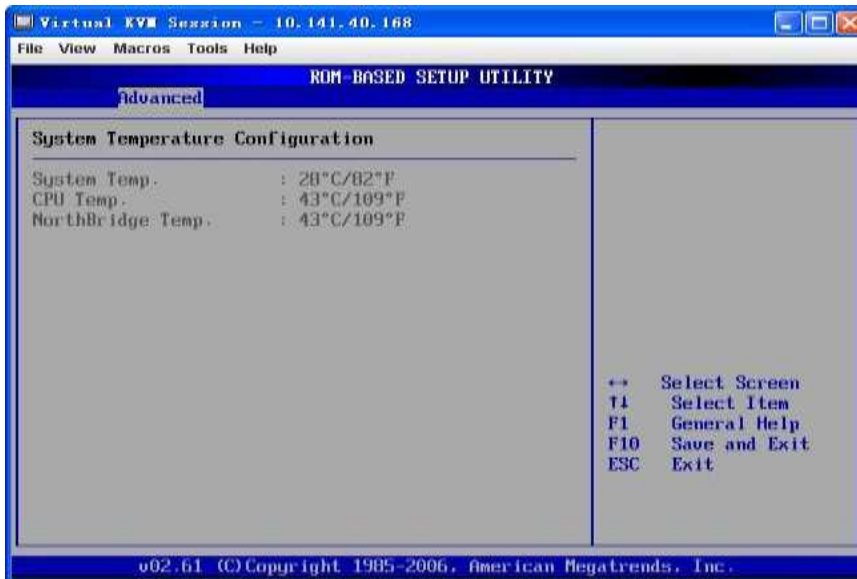 Virtual KVM Session - 10.141.40.168
File View Macros Tools Help
ROM-BASED SETUP UTILITY
Advanced
System Temperature Configuration
System Temp. : 28°C/82°F
CPU Temp. : 43°C/109°F
NorthBridge Temp. : 43°C/109°F
↔ Select Screen
↑↓ Select Item
F1 General Help
F10 Save and Exit
ESC Exit
v02.61 (C)Copyright 1985-2006, American Megatrends, Inc.